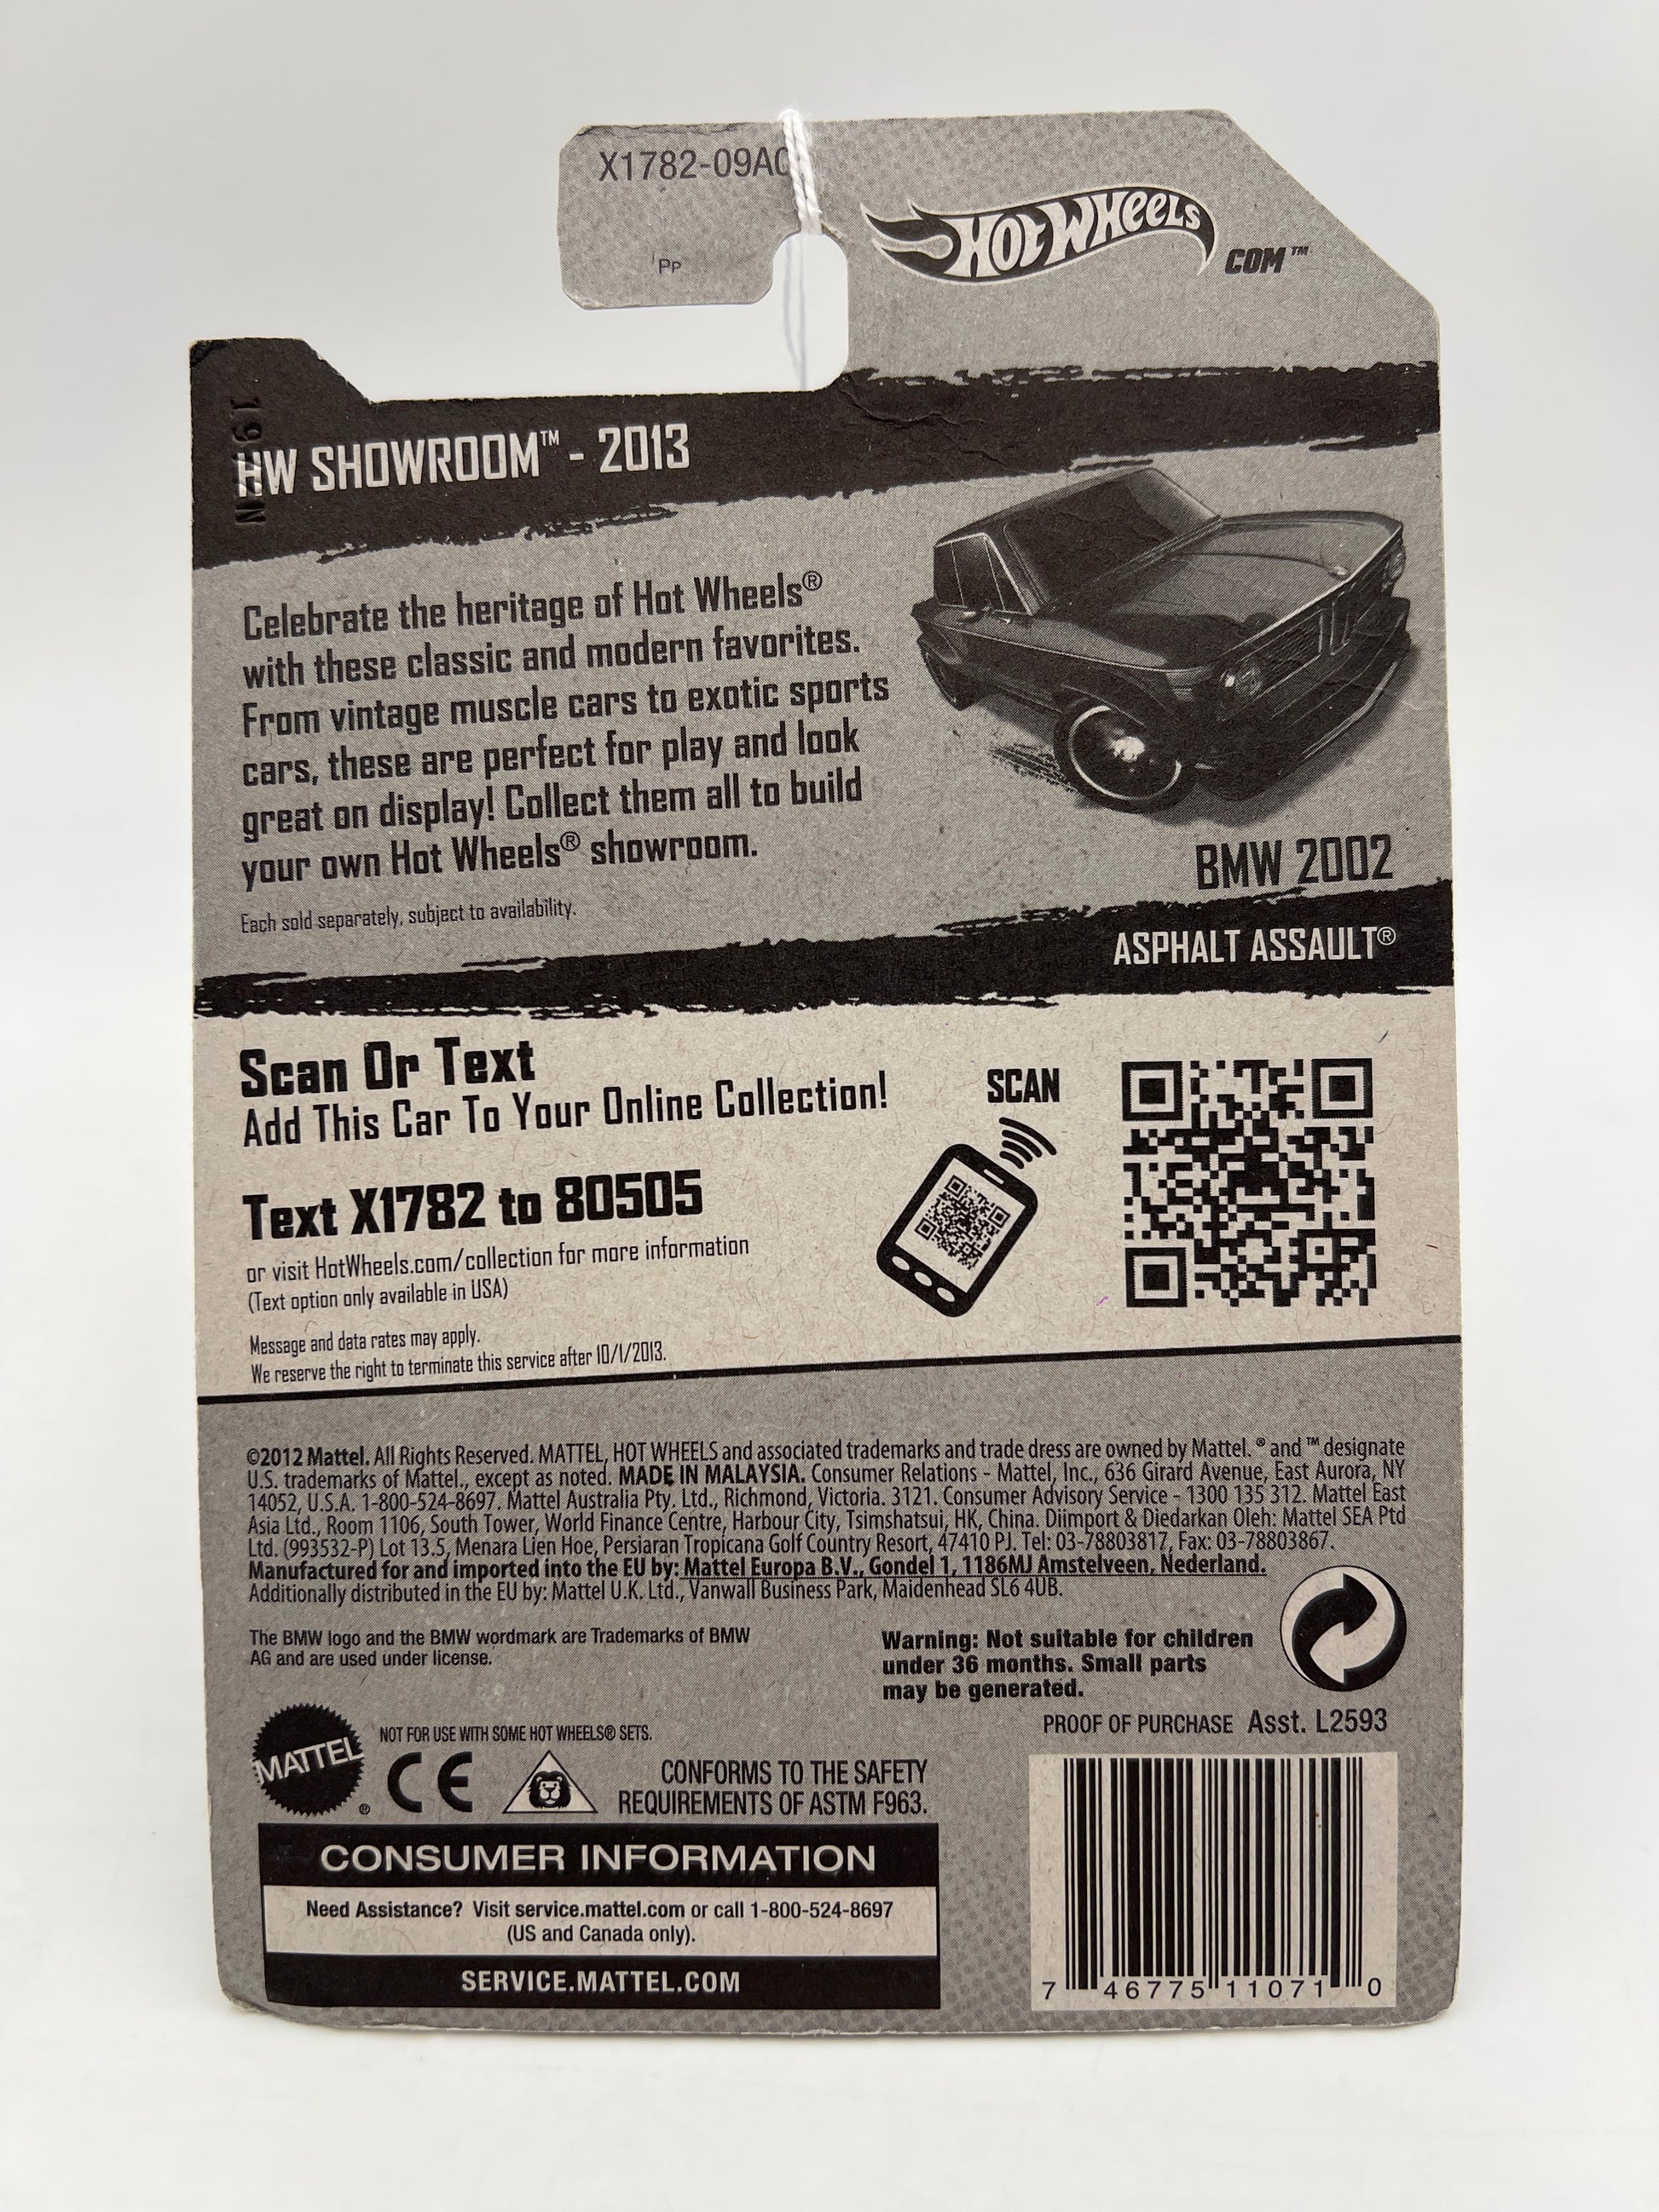 X1782-09A0
Pp
HOT WHEELS
.COM™
HW SHOWROOM™ - 2013
Celebrate the heritage of Hot Wheels®
with these classic and modern favorites.
From vintage muscle cars to exotic sports
cars, these are perfect for play and look
great on display! Collect them all to build
your own Hot Wheels® showroom.
Each sold separately, subject to availability.
BMW 2002
ASPHALT ASSAULT®
Scan Or Text
Add This Car To Your Online Collection!
Text X1782 to 80505
or visit HotWheels.com/collection for more information
(Text option only available in USA)
Message and data rates may apply.
We reserve the right to terminate this service after 10/1/2013.
SCAN
©2012 Mattel. All Rights Reserved. MATTEL, HOT WHEELS and associated trademarks and trade dress are owned by Mattel. ® and ™ designate
U.S. trademarks of Mattel., except as noted. MADE IN MALAYSIA. Consumer Relations - Mattel, Inc., 636 Girard Avenue, East Aurora, NY
14052, U.S.A. 1-800-524-8697. Mattel Australia Pty. Ltd., Richmond, Victoria. 3121. Consumer Advisory Service - 1300 135 312. Mattel East
Asia Ltd., Room 1106, South Tower, World Finance Centre, Harbour City, Tsimshatsui, HK, China. Diimport & Diedarkan Oleh: Mattel SEA Ptd
Ltd. (993532-P) Lot 13.5, Menara Lien Hoe, Persiaran Tropicana Golf Country Resort, 47410 PJ. Tel: 03-78803817, Fax: 03-78803867.
Manufactured for and imported into the EU by: Mattel Europa B.V., Gondel 1, 1186MJ Amstelveen, Nederland.
Additionally distributed in the EU by: Mattel U.K. Ltd., Vanwall Business Park, Maidenhead SL6 4UB.
The BMW logo and the BMW wordmark are Trademarks of BMW
AG and are used under license.
Warning: Not suitable for children
under 36 months. Small parts
may be generated.
MATTEL®
NOT FOR USE WITH SOME HOT WHEELS® SETS.
CE
CONFORMS TO THE SAFETY
REQUIREMENTS OF ASTM F963.
PROOF OF PURCHASE Asst. L2593
CONSUMER INFORMATION
Need Assistance? Visit service.mattel.com or call 1-800-524-8697
(US and Canada only).
SERVICE.MATTEL.COM
7 46775 11071 0